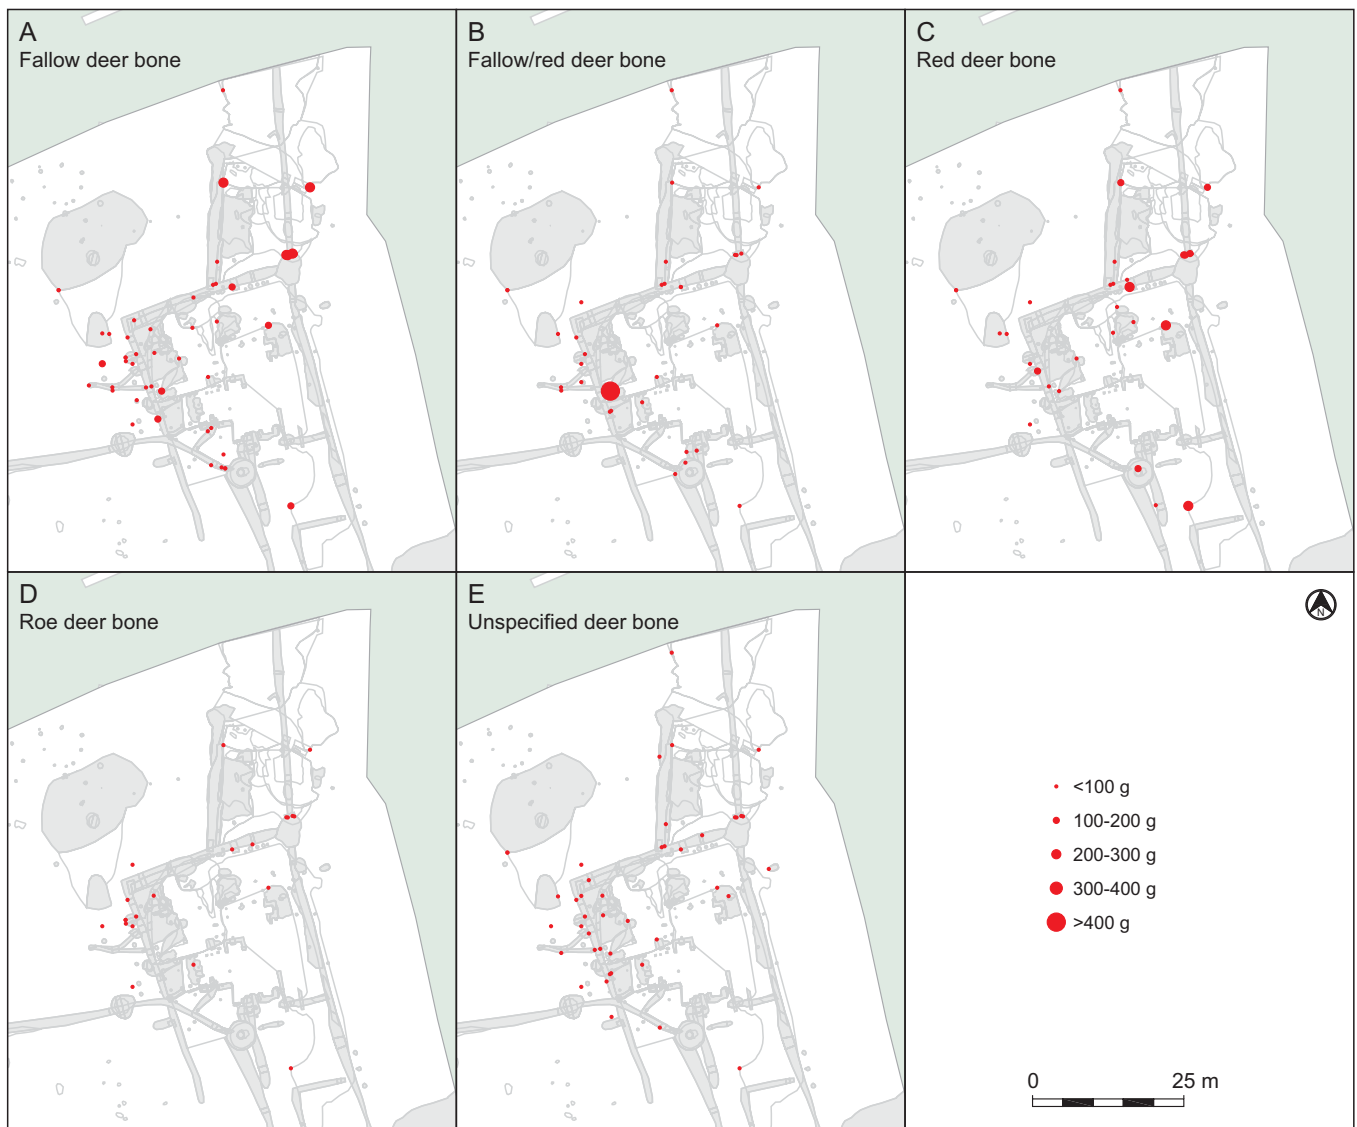 A
Fallow deer bone
B
Fallow/red deer bone
C
Red deer bone
D
Roe deer bone
E
Unspecified deer bone
N
<100 g
100-200 g
200-300 g
300-400 g
>400 g
0 25 m